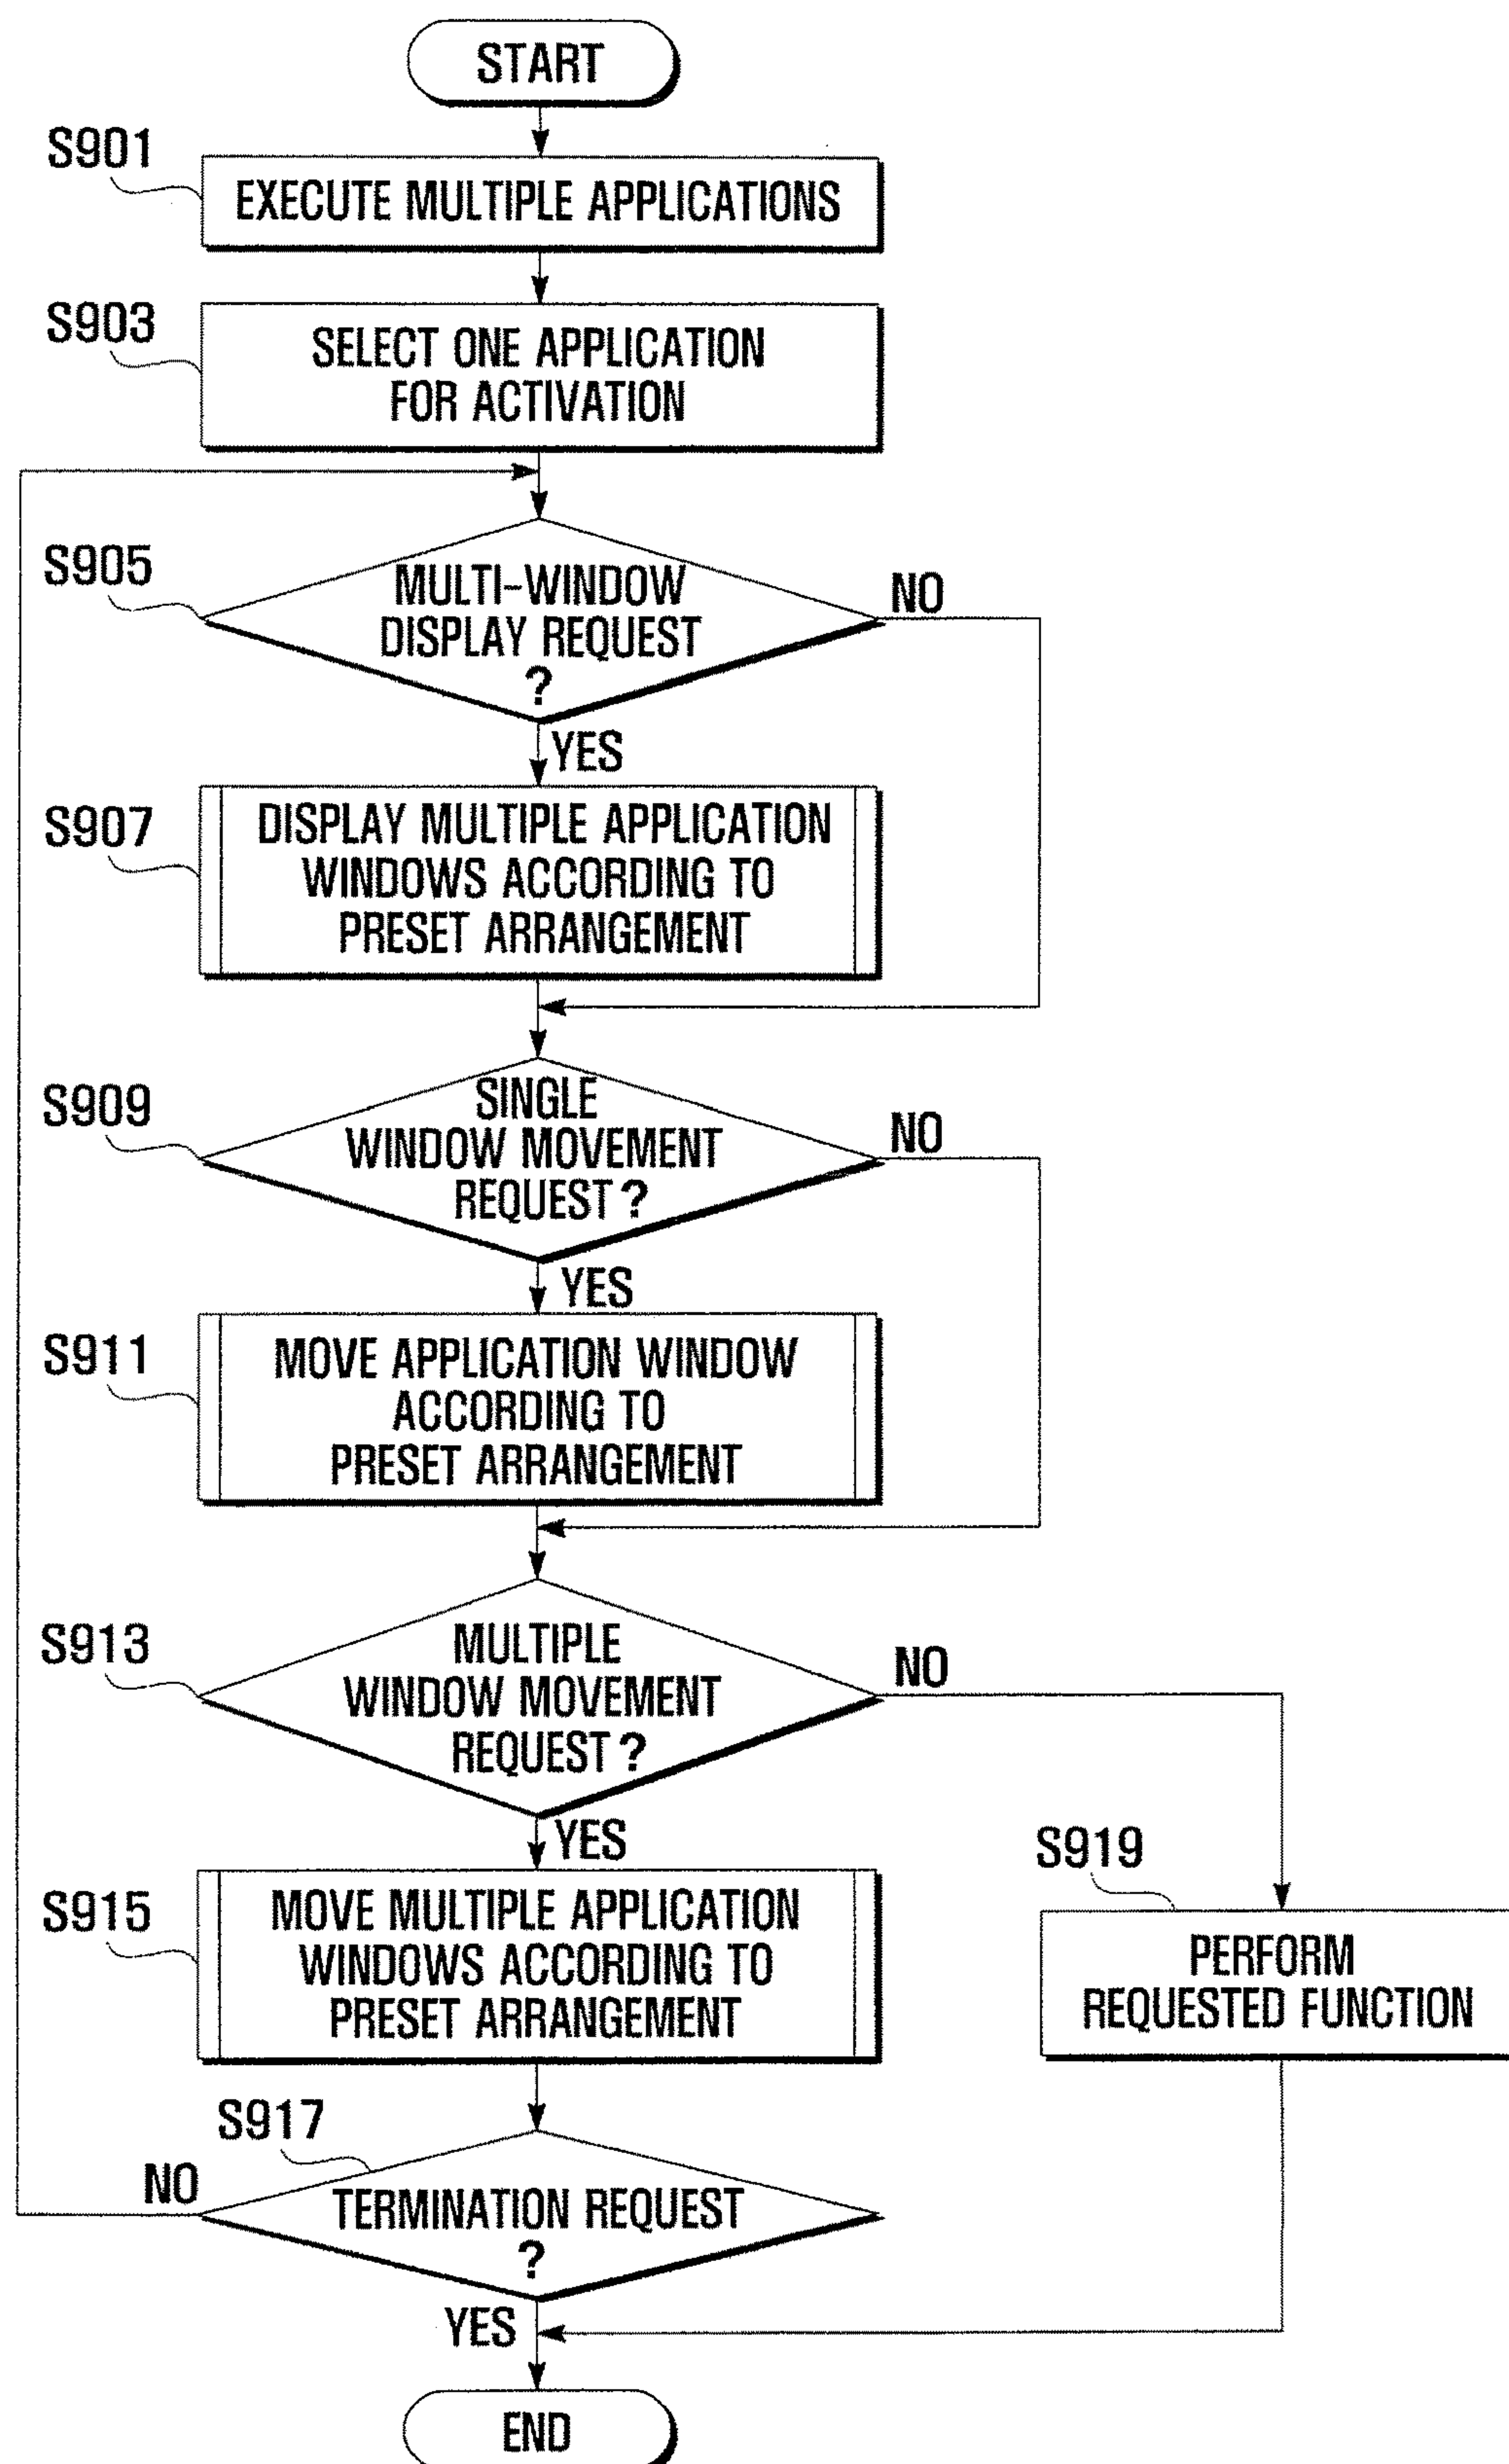 START
S901
EXECUTE MULTIPLE APPLICATIONS
S903
SELECT ONE APPLICATION
FOR ACTIVATION
S905
MULTI-WINDOW
DISPLAY REQUEST
?
NO
YES
S907
DISPLAY MULTIPLE APPLICATION
WINDOWS ACCORDING TO
PRESET ARRANGEMENT
S909
SINGLE
WINDOW MOVEMENT
REQUEST?
NO
YES
S911
MOVE APPLICATION WINDOW
ACCORDING TO
PRESET ARRANGEMENT
S913
MULTIPLE
WINDOW MOVEMENT
REQUEST?
NO
YES
S915
MOVE MULTIPLE APPLICATION
WINDOWS ACCORDING TO
PRESET ARRANGEMENT
S919
PERFORM
REQUESTED FUNCTION
S917
TERMINATION REQUEST
?
NO
YES
END